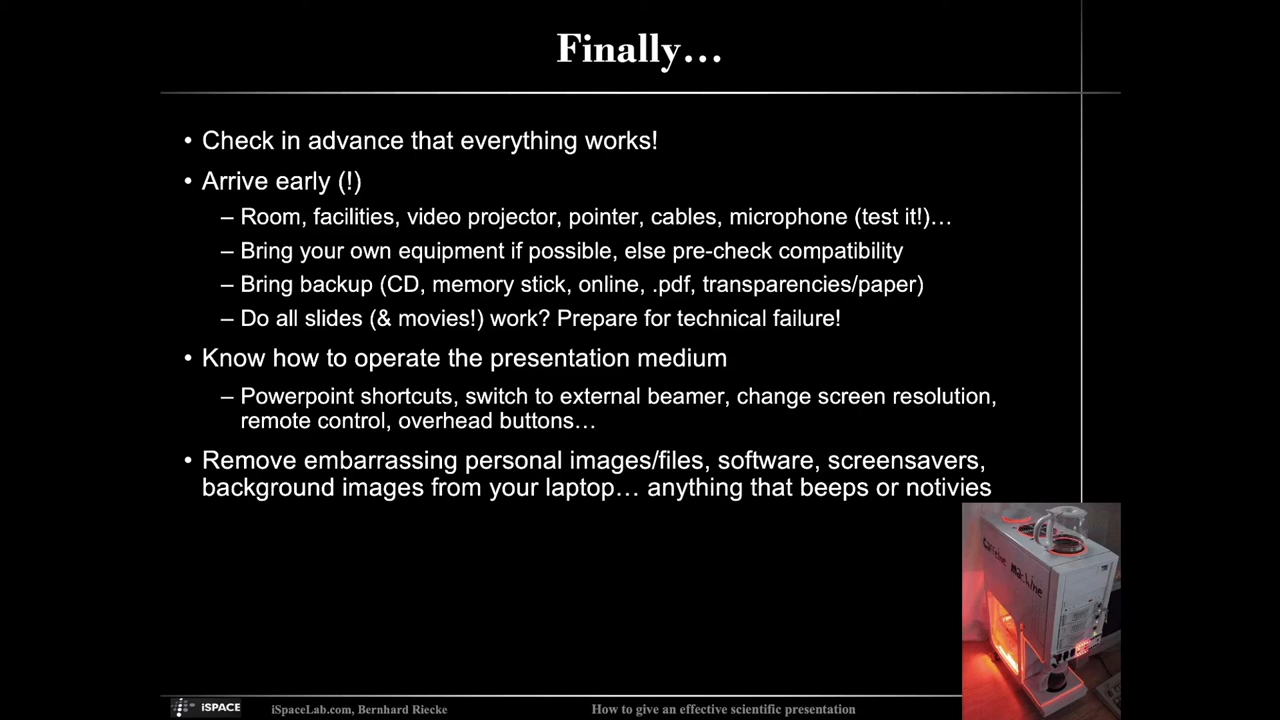 Finally…
• Check in advance that everything works!
• Arrive early (!)
– Room, facilities, video projector, pointer, cables, microphone (test it!)…
– Bring your own equipment if possible, else pre-check compatibility
– Bring backup (CD, memory stick, online, .pdf, transparencies/paper)
– Do all slides (& movies!) work? Prepare for technical failure!
• Know how to operate the presentation medium
– Powerpoint shortcuts, switch to external beamer, change screen resolution,
remote control, overhead buttons…
• Remove embarrassing personal images/files, software, screensavers,
background images from your laptop… anything that beeps or notivies
Caffeine machine
iSPACE
iSpaceLab.com, Bernhard Riecke
How to give an effective scientific presentation